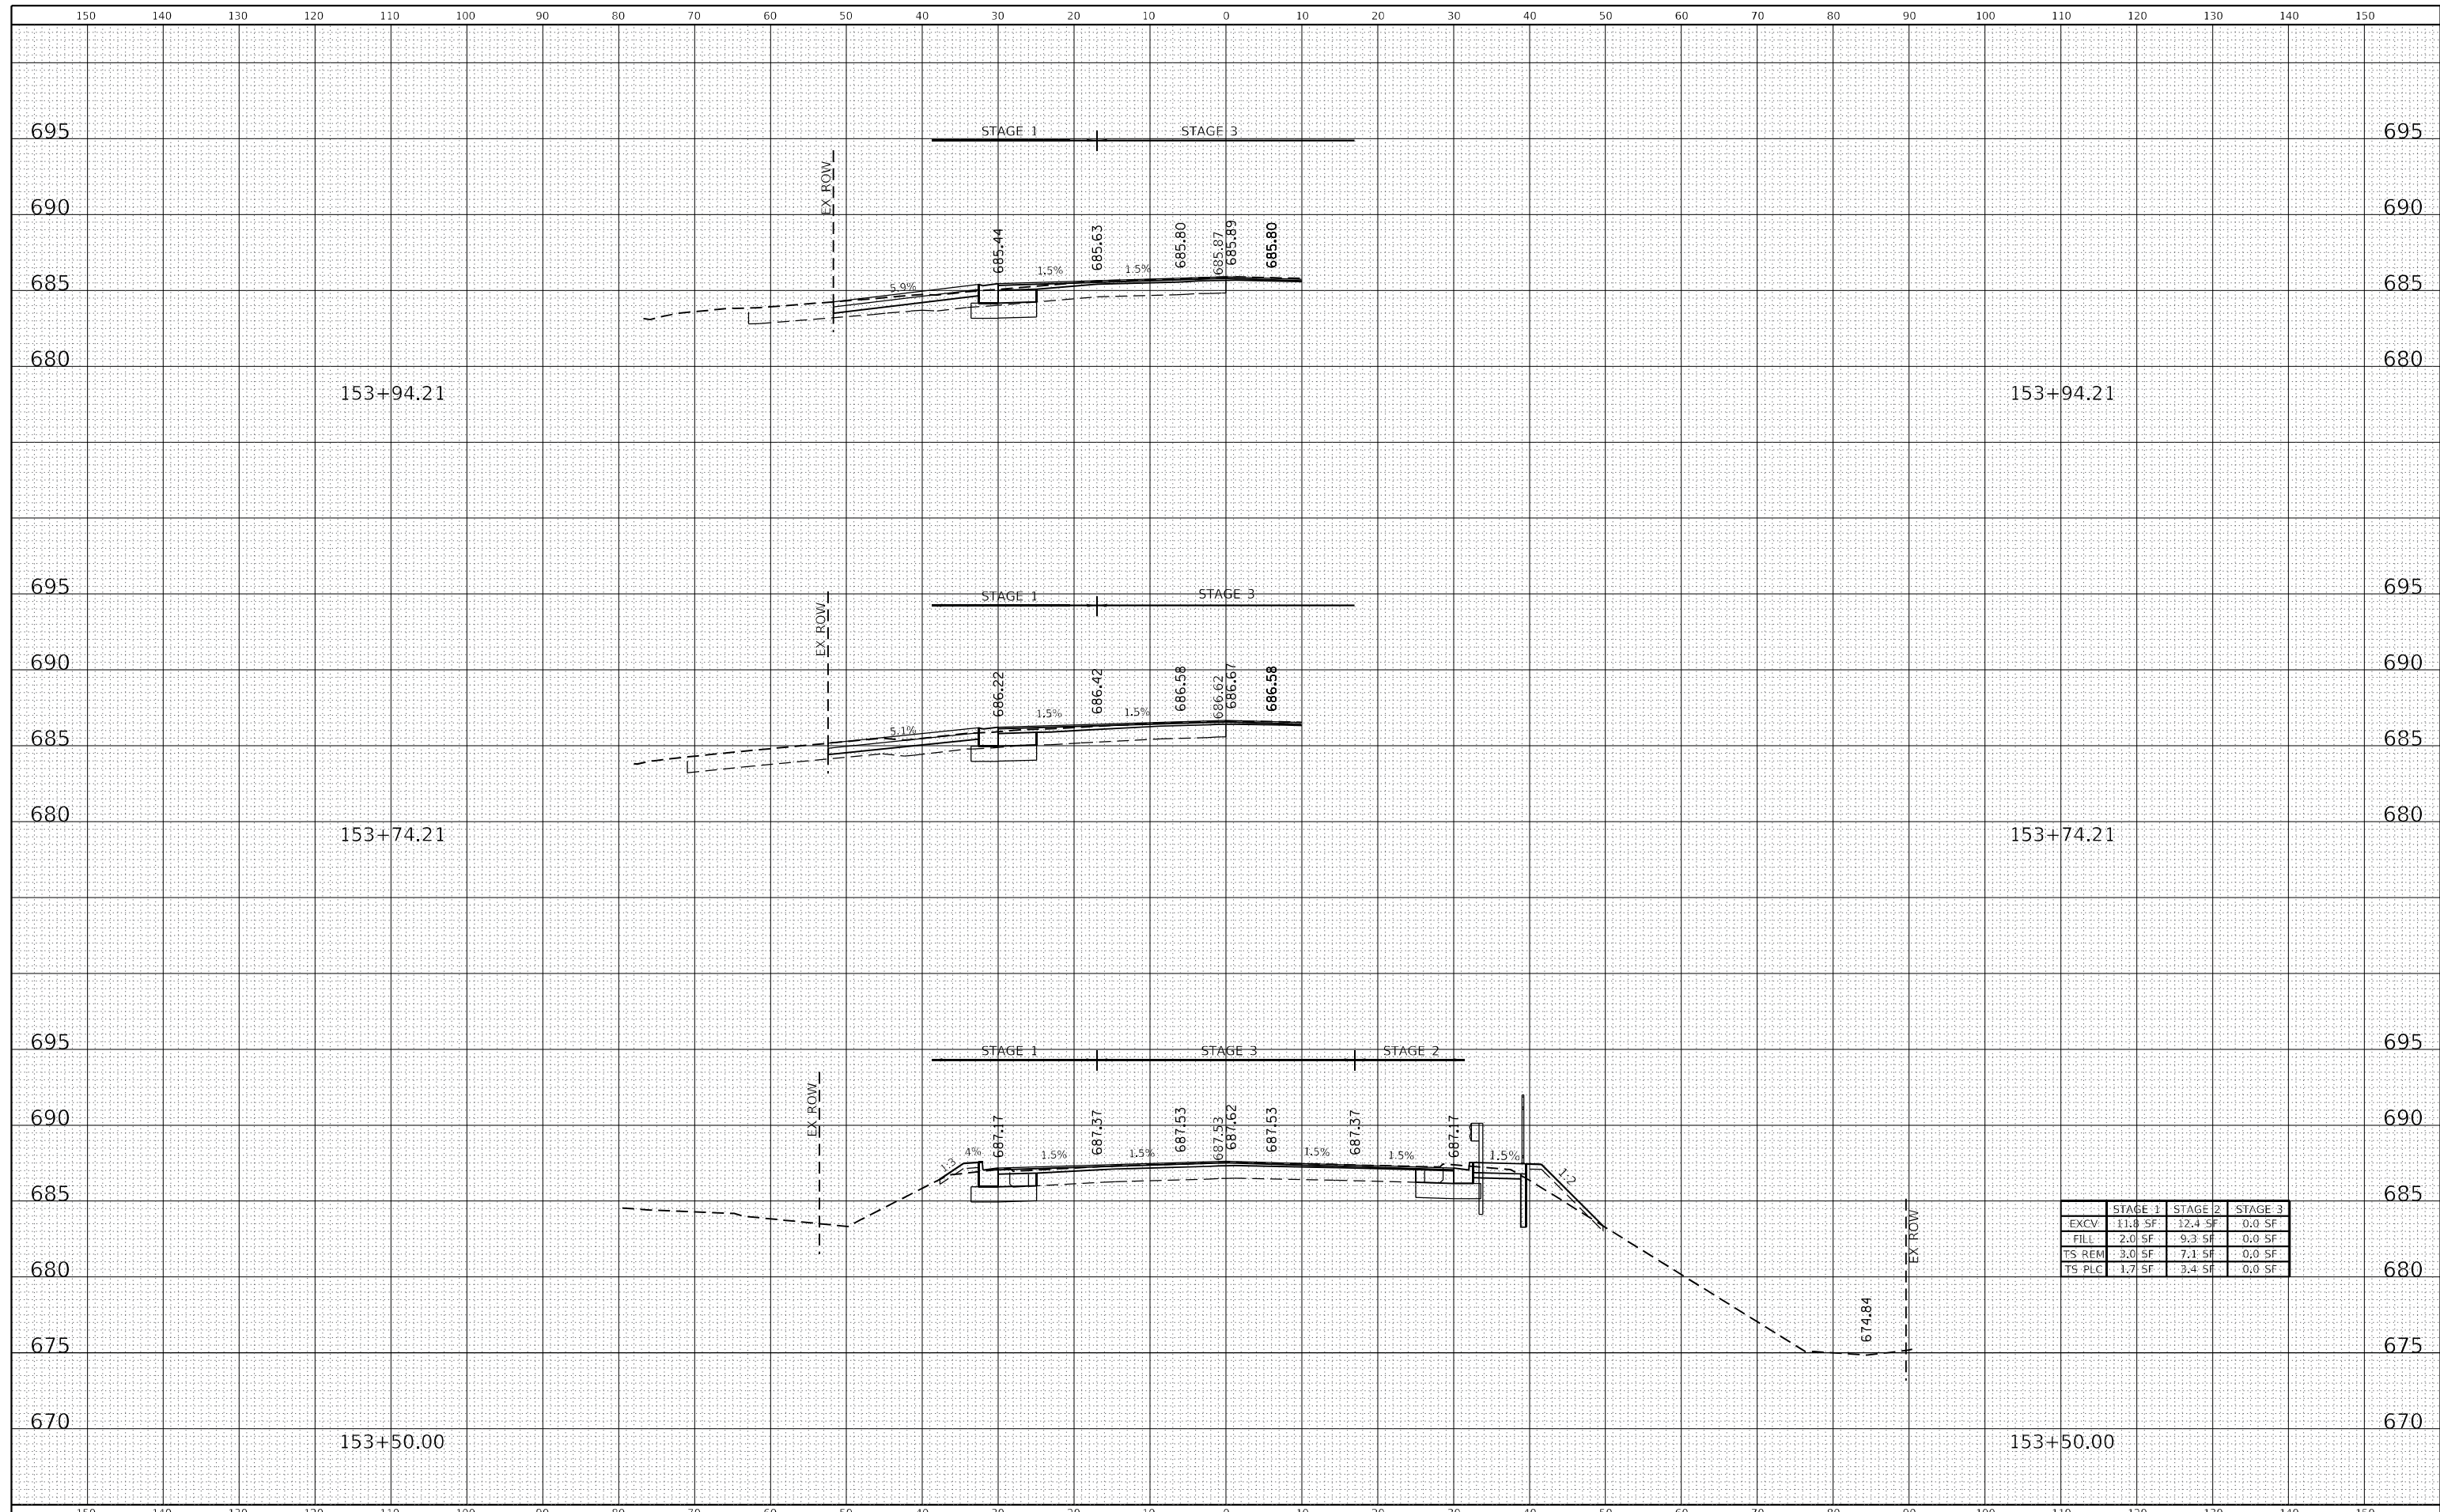 150 140 130 120 110 100 90 80 70 60 50 40 30 20 10 0 10 20 30 40 50 60 70 80 90 100 110 120 130 140 150
695 STAGE 1 STAGE 3 695
EX ROW
690 690
685.44 685.63 685.80 685.87 685.89 685.80
5.9% 1.5% 1.5%
685 685
680 680
153+94.21 153+94.21
695 STAGE 1 STAGE 3 695
EX ROW
690 690
686.22 686.42 686.58 686.62 686.67 686.58
5.1% 1.5% 1.5%
685 685
680 680
153+74.21 153+74.21
695 STAGE 1 STAGE 3 STAGE 2 695
EX ROW
690 690
687.17 687.37 687.53 687.53 687.62 687.53 687.37 687.17
1:3 4% 1.5% 1.5% 1.5% 1.5% 1.5% 1:2
685 685
STAGE 1 STAGE 2 STAGE 3
EXCV 11.8 SF 12.4 SF 0.0 SF
FILL 2.0 SF 9.3 SF 0.0 SF
TS REM 3.0 SF 7.1 SF 0.0 SF
TS PLC 1.7 SF 3.4 SF 0.0 SF
EX ROW
680 680
674.84
675 675
670 670
153+50.00 153+50.00